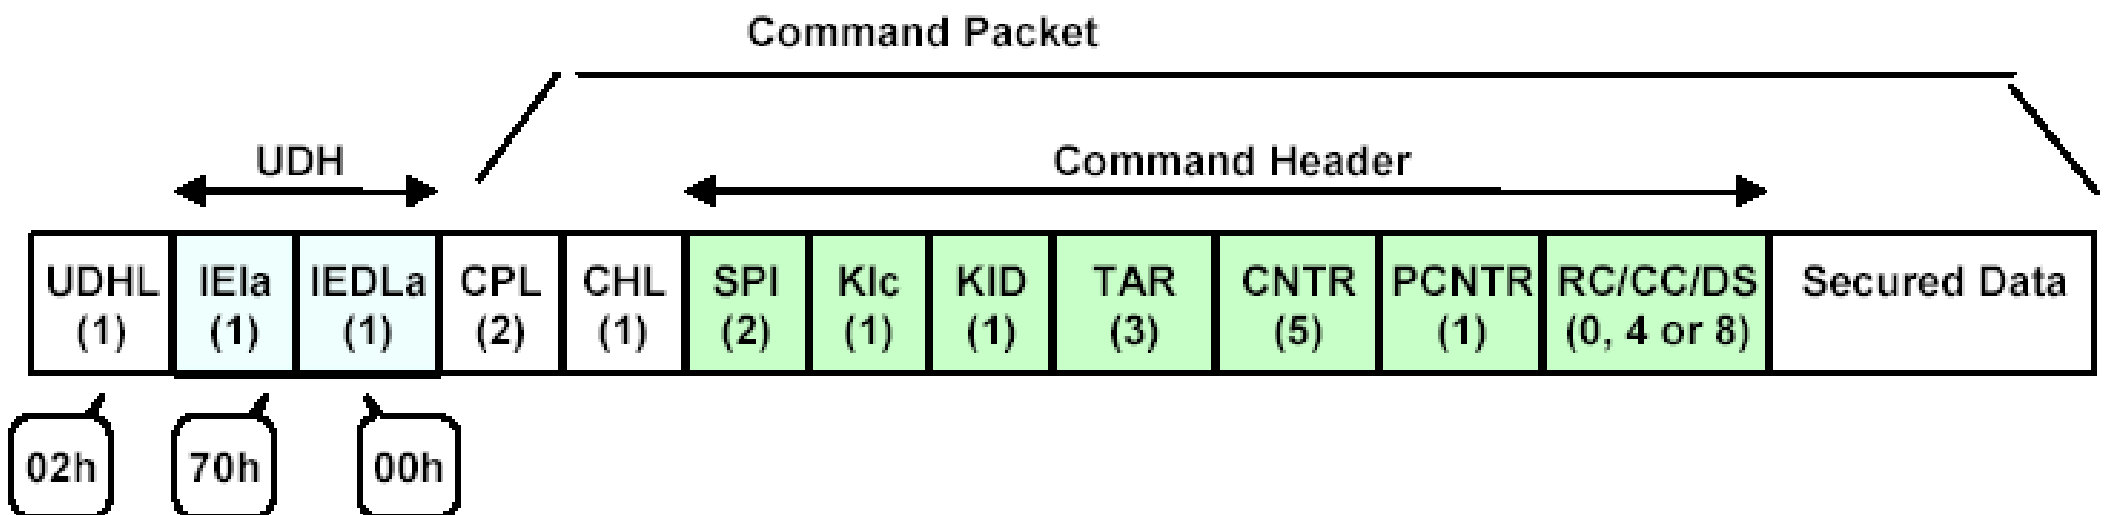 Command Packet
UDH
Command Header
UDHL IEIa IEDLa CPL CHL SPI KIc KID TAR CNTR PCNTR RC/CC/DS Secured Data
(1) (1) (1) (2) (1) (2) (1) (1) (3) (5) (1) (0, 4 or 8)
02h 70h 00h